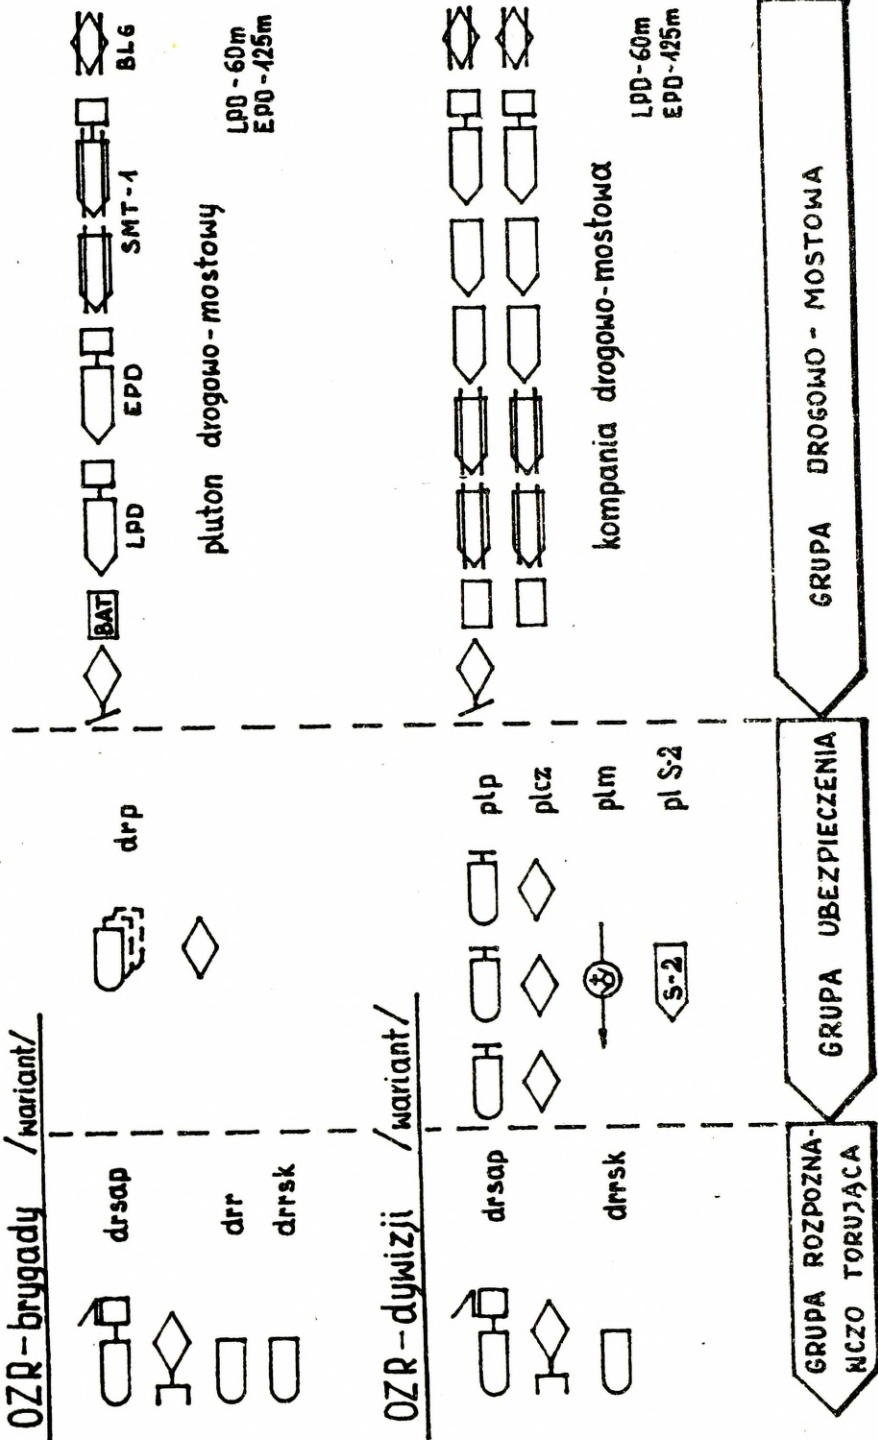 OZR-brygady /wariant/
drsap
drr
drrsk
drp
BAT
LPD
EPD
SMT-1
BLG
pluton drogowo-mostowy
LPD-60m
EPD-125m
OZR-dywizji /wariant/
drsap
drrsk
plp
plcz
plm
S-2
pl S-2
kompania drogowo-mostowa
LPD-60m
EPD-125m
GRUPA ROZPOZNA-
WCZO TORUJĄCA
GRUPA UBEZPIECZENIA
GRUPA DROGOWO-MOSTOWA